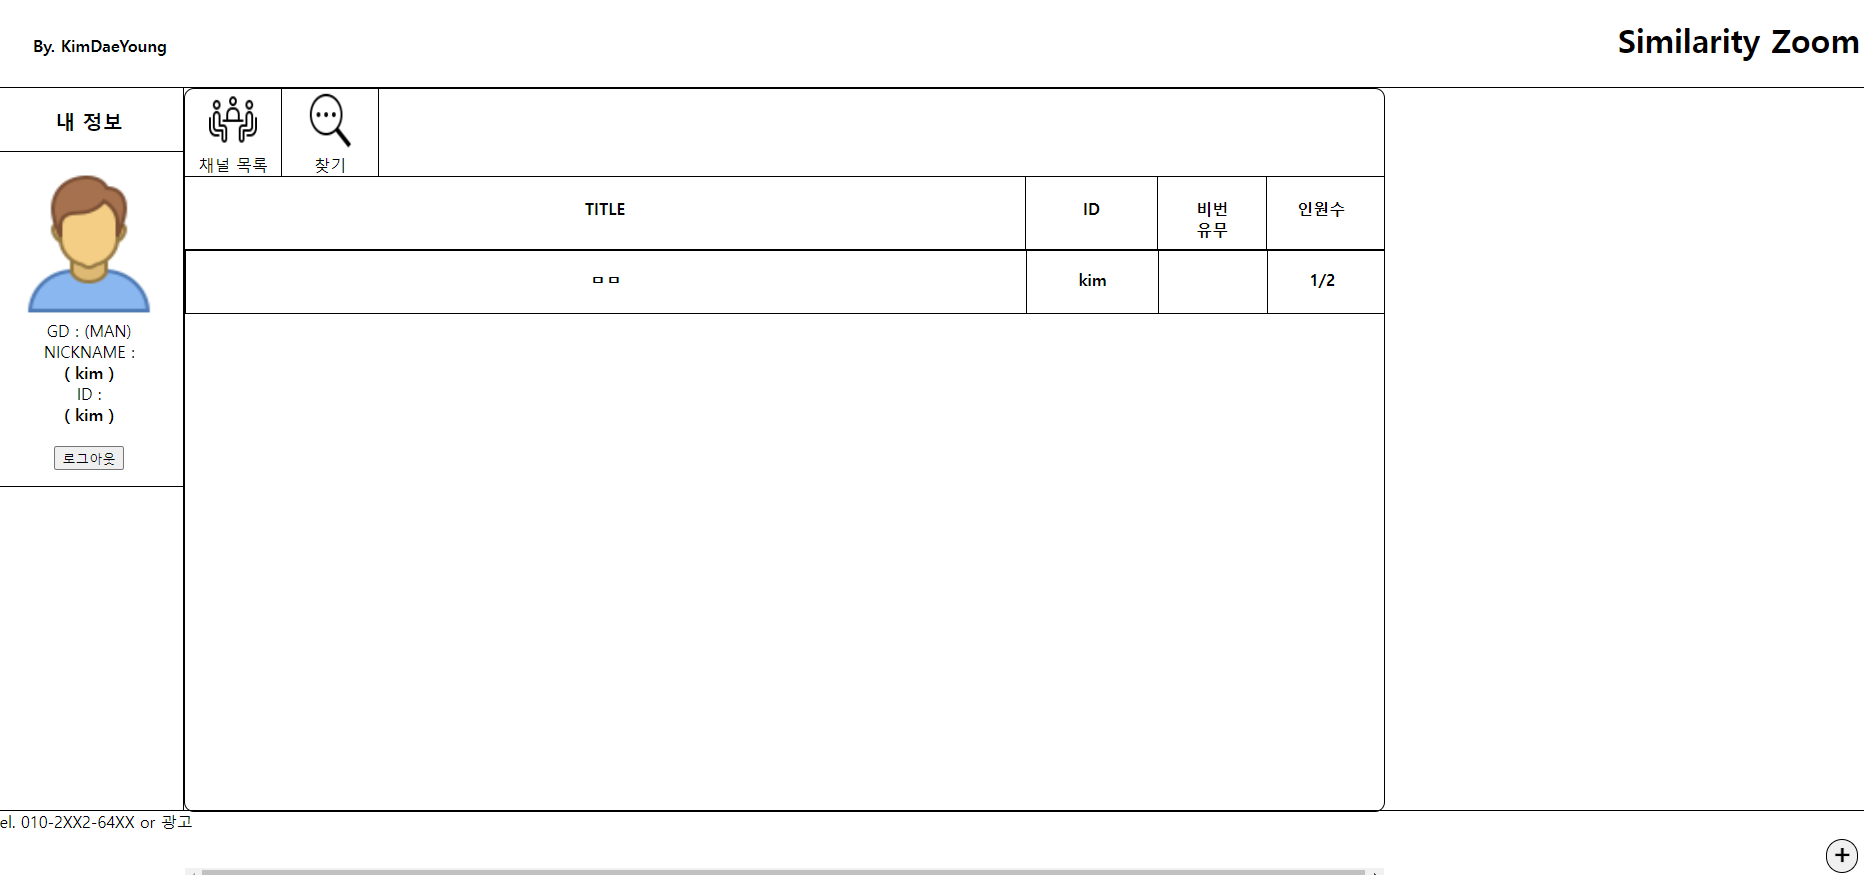 By. KimDaeYoung
Similarity Zoom
내 정보
GD : (MAN)
NICKNAME :
( kim )
ID :
( kim )
로그아웃
채널 목록
찾기
TITLE
ID
비번
유무
인원수
ㅁㅁ
kim
1/2
el. 010-2XX2-64XX or 광고
+